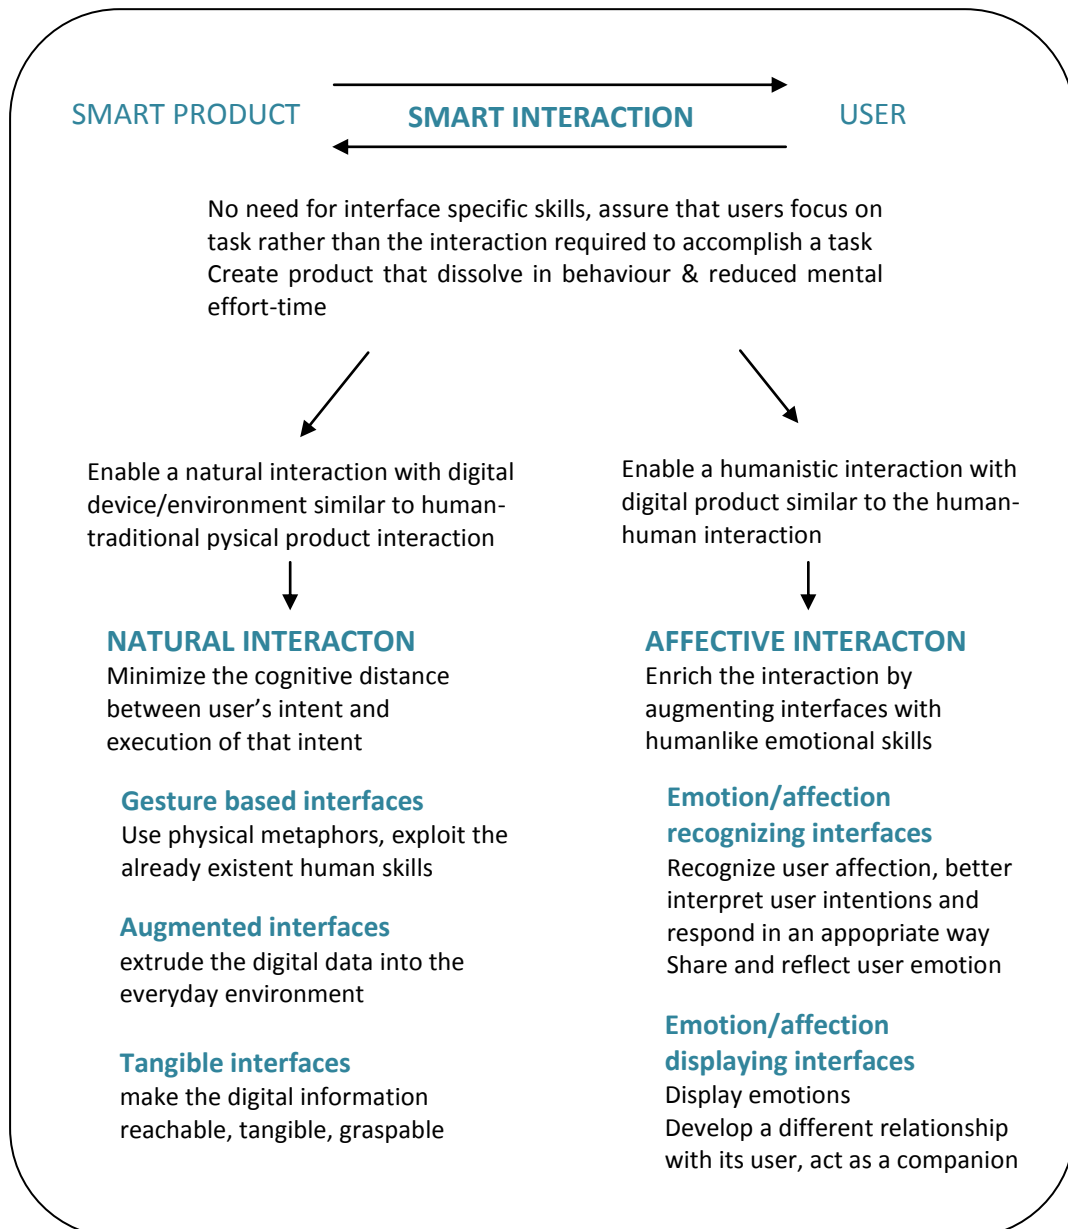 SMART PRODUCT SMART INTERACTION USER
No need for interface specific skills, assure that users focus on
task rather than the interaction required to accomplish a task
Create product that dissolve in behaviour & reduced mental
effort-time
Enable a natural interaction with digital
device/environment similar to human-
traditional pysical product interaction
NATURAL INTERACTON
Minimize the cognitive distance
between user’s intent and
execution of that intent
Gesture based interfaces
Use physical metaphors, exploit the
already existent human skills
Augmented interfaces
extrude the digital data into the
everyday environment
Tangible interfaces
make the digital information
reachable, tangible, graspable
Enable a humanistic interaction with
digital product similar to the human-
human interaction
AFFECTIVE INTERACTON
Enrich the interaction by
augmenting interfaces with
humanlike emotional skills
Emotion/affection
recognizing interfaces
Recognize user affection, better
interpret user intentions and
respond in an appopriate way
Share and reflect user emotion
Emotion/affection
displaying interfaces
Display emotions
Develop a different relationship
with its user, act as a companion